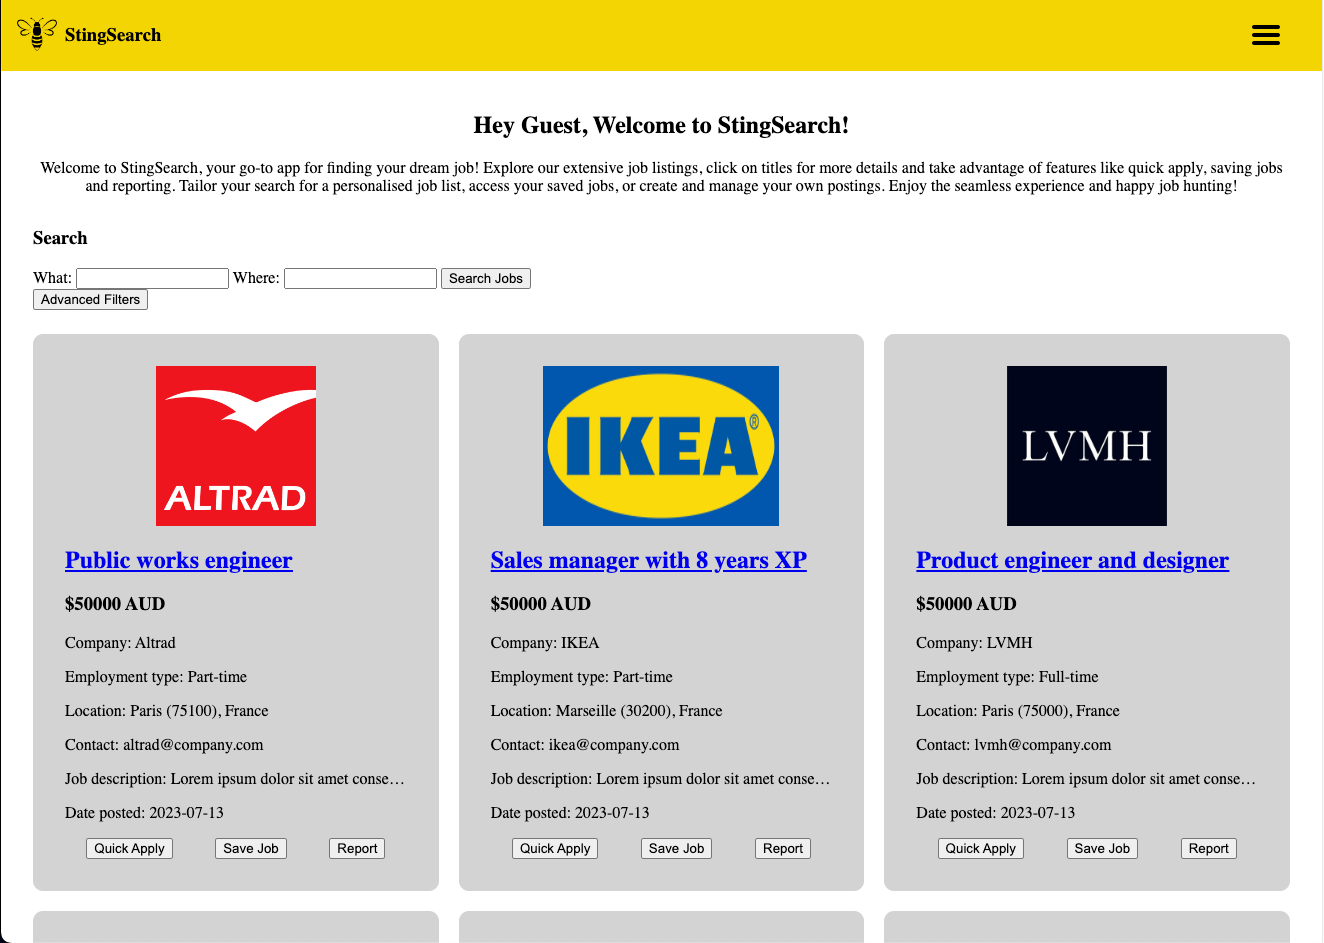 StingSearch
Hey Guest, Welcome to StingSearch!
Welcome to StingSearch, your go-to app for finding your dream job! Explore our extensive job listings, click on titles for more details and take advantage of features like quick apply, saving jobs
and reporting. Tailor your search for a personalised job list, access your saved jobs, or create and manage your own postings. Enjoy the seamless experience and happy job hunting!
Search
What: Where: Search Jobs
Advanced Filters
ALTRAD
Public works engineer
$50000 AUD
Company: Altrad
Employment type: Part-time
Location: Paris (75100), France
Contact: altrad@company.com
Job description: Lorem ipsum dolor sit amet conse…
Date posted: 2023-07-13
Quick Apply Save Job Report
IKEA®
Sales manager with 8 years XP
$50000 AUD
Company: IKEA
Employment type: Part-time
Location: Marseille (30200), France
Contact: ikea@company.com
Job description: Lorem ipsum dolor sit amet conse…
Date posted: 2023-07-13
Quick Apply Save Job Report
LVMH
Product engineer and designer
$50000 AUD
Company: LVMH
Employment type: Full-time
Location: Paris (75000), France
Contact: lvmh@company.com
Job description: Lorem ipsum dolor sit amet conse…
Date posted: 2023-07-13
Quick Apply Save Job Report